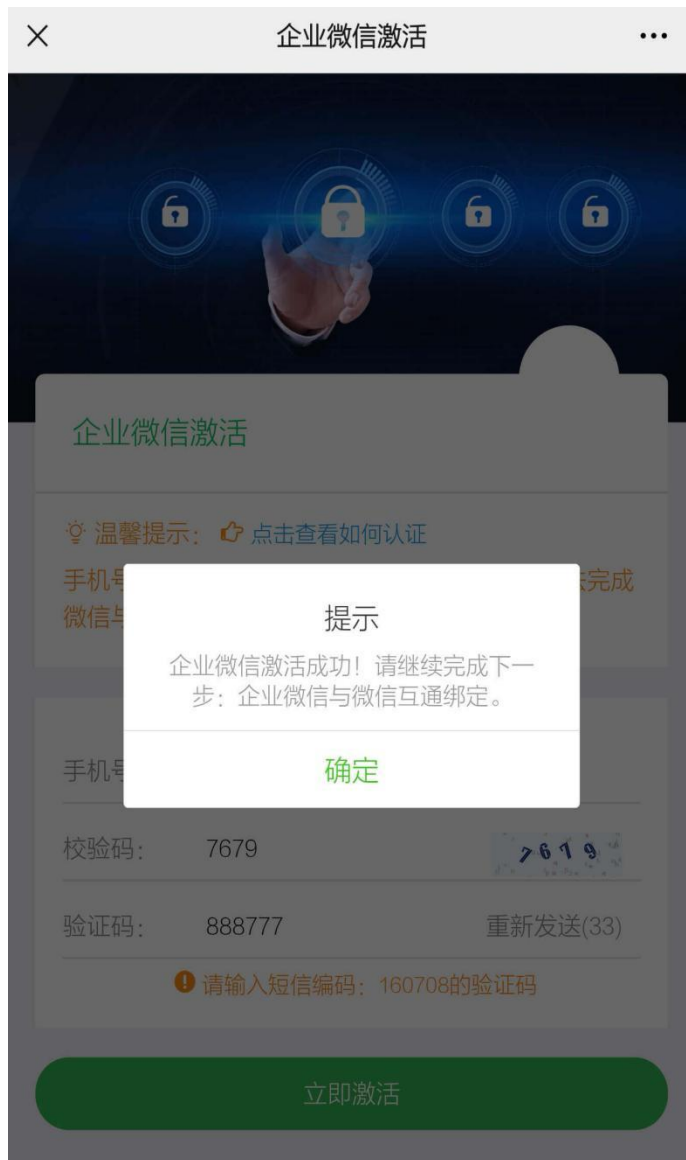 企业微信激活
企业微信激活
温馨提示： 点击查看如何认证
手机号
完成
微信与
提示
企业微信激活成功！请继续完成下一
步：企业微信与微信互通绑定。
确定
手机号
校验码： 7679 7679
验证码： 888777 重新发送(33)
请输入短信编码：160708的验证码
立即激活